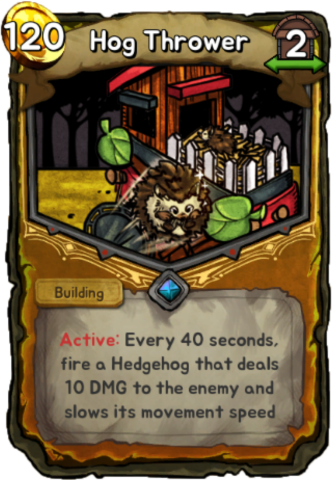 120
Hog Thrower
2
Building
Active: Every 40 seconds,
fire a Hedgehog that deals
10 DMG to the enemy and
slows its movement speed